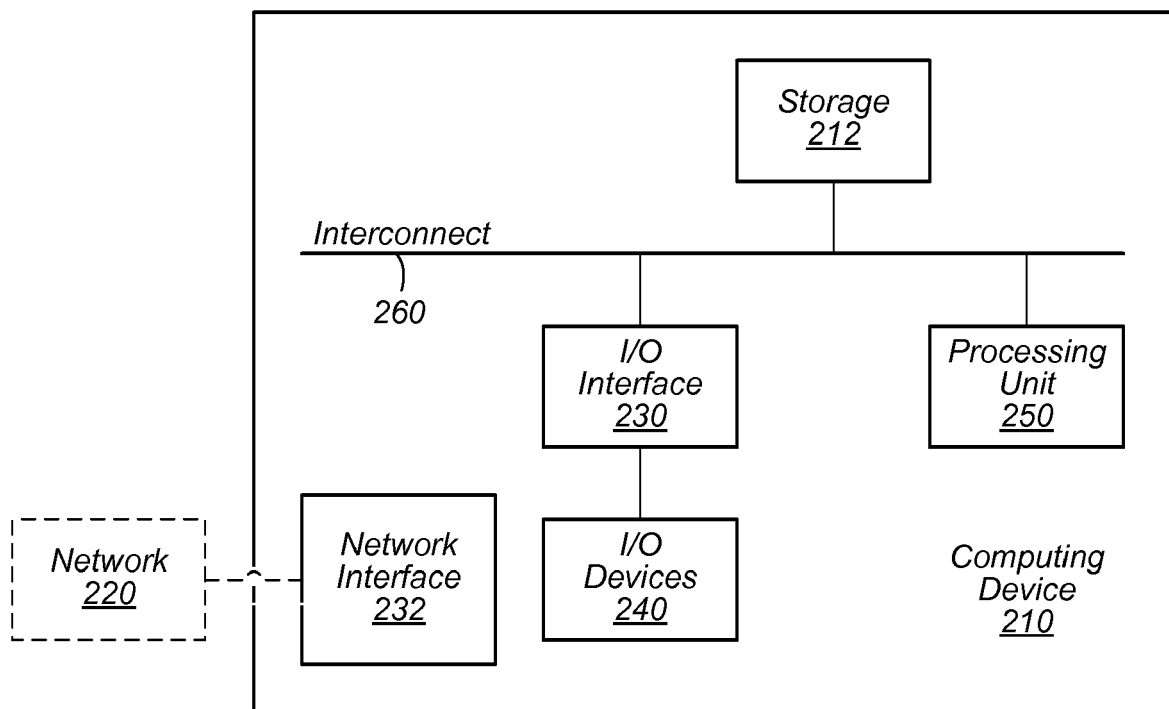 Storage
212
Interconnect
260
I/O
Interface
230
Processing
Unit
250
Network
220
Network
Interface
232
I/O
Devices
240
Computing
Device
210